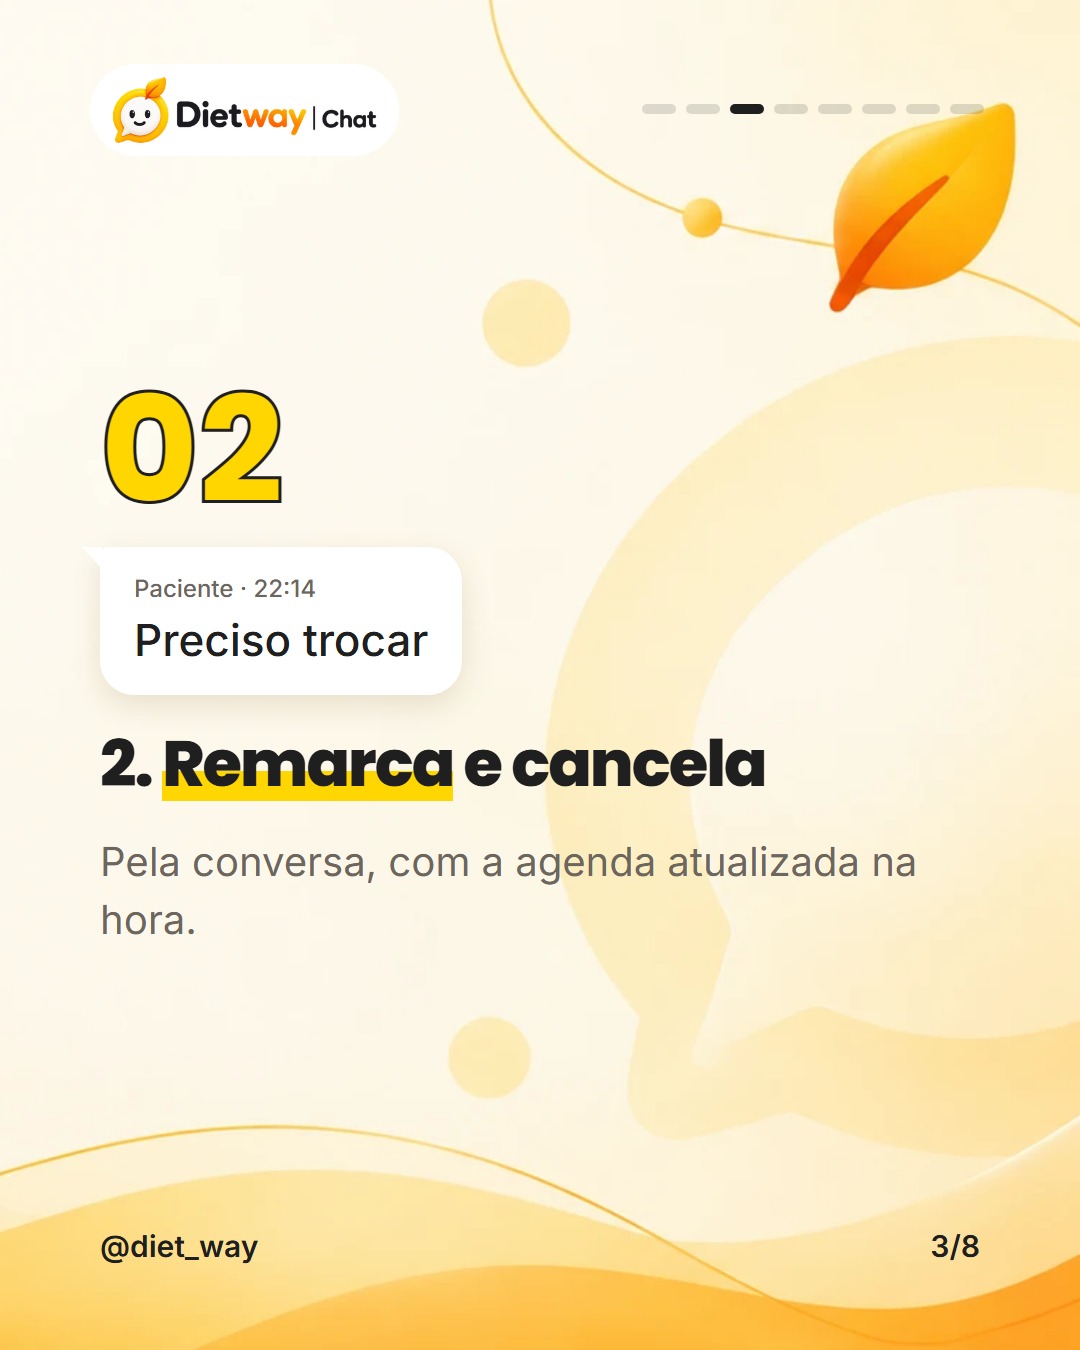 Dietway | Chat
02
Paciente · 22:14
Preciso trocar
2. Remarca e cancela
Pela conversa, com a agenda atualizada na
hora.
@diet_way
3/8